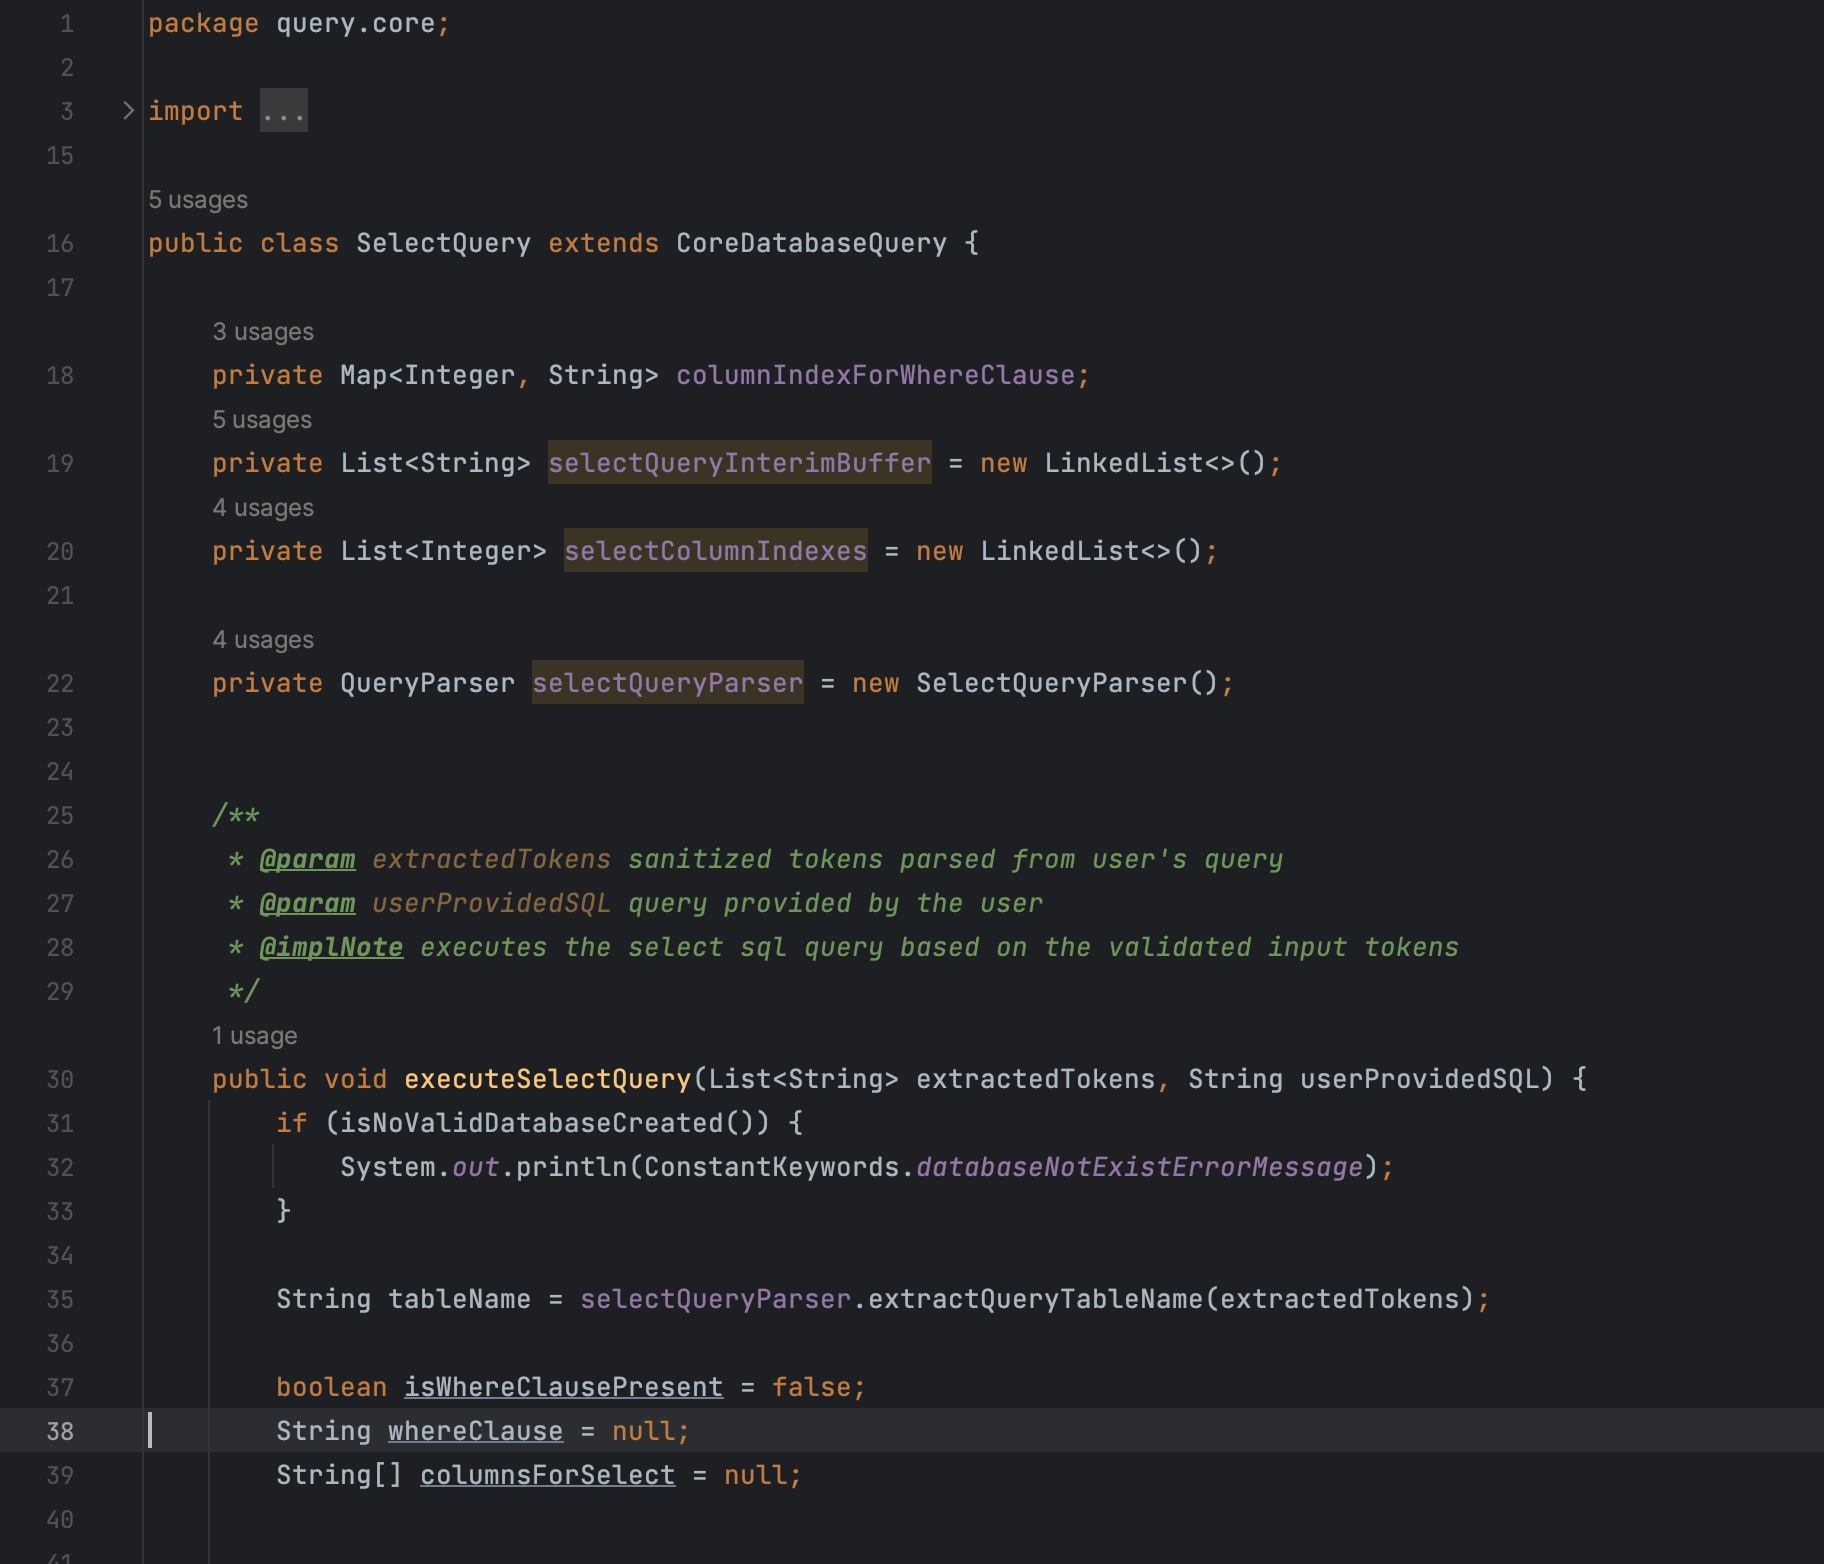 1 package query.core;
2
3 import ...
15
5 usages
16 public class SelectQuery extends CoreDatabaseQuery {
17
3 usages
18 private Map<Integer, String> columnIndexForWhereClause;
5 usages
19 private List<String> selectQueryInterimBuffer = new LinkedList<>();
4 usages
20 private List<Integer> selectColumnIndexes = new LinkedList<>();
21
4 usages
22 private QueryParser selectQueryParser = new SelectQueryParser();
23
24
25 /**
26 * @param extractedTokens sanitized tokens parsed from user's query
27 * @param userProvidedSQL query provided by the user
28 * @implNote executes the select sql query based on the validated input tokens
29 */
1 usage
30 public void executeSelectQuery(List<String> extractedTokens, String userProvidedSQL) {
31 if (isNoValidDatabaseCreated()) {
32 System.out.println(ConstantKeywords.databaseNotExistErrorMessage);
33 }
34
35 String tableName = selectQueryParser.extractQueryTableName(extractedTokens);
36
37 boolean isWhereClausePresent = false;
38 String whereClause = null;
39 String[] columnsForSelect = null;
40
41